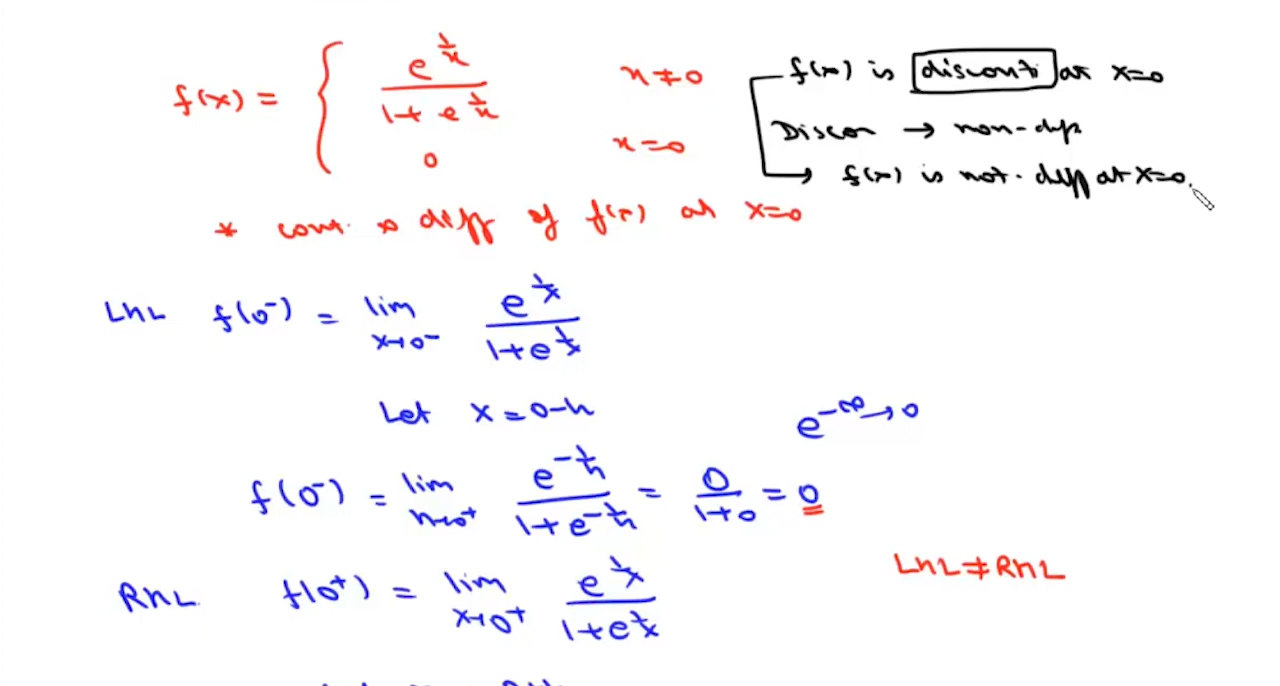 f(x) = { e^{1/x} / (1 + e^{1/x}) x ≠ 0
0 x = 0
f(x) is disconti at x=0
Discon → non-diff
→ f(x) is not. diff at x=0.
* cont. & diff of f(x) at x=0
LHL f(0⁻) = lim x→0⁻ e^{1/x} / (1+e^{1/x})
Let x = 0-h
e^{-∞} → 0
f(0⁻) = lim h→0⁺ e^{-1/h} / (1+e^{-1/h}) = 0/(1+0) = 0
LHL ≠ RHL
RHL f(0⁺) = lim x→0⁺ e^{1/x} / (1+e^{1/x})